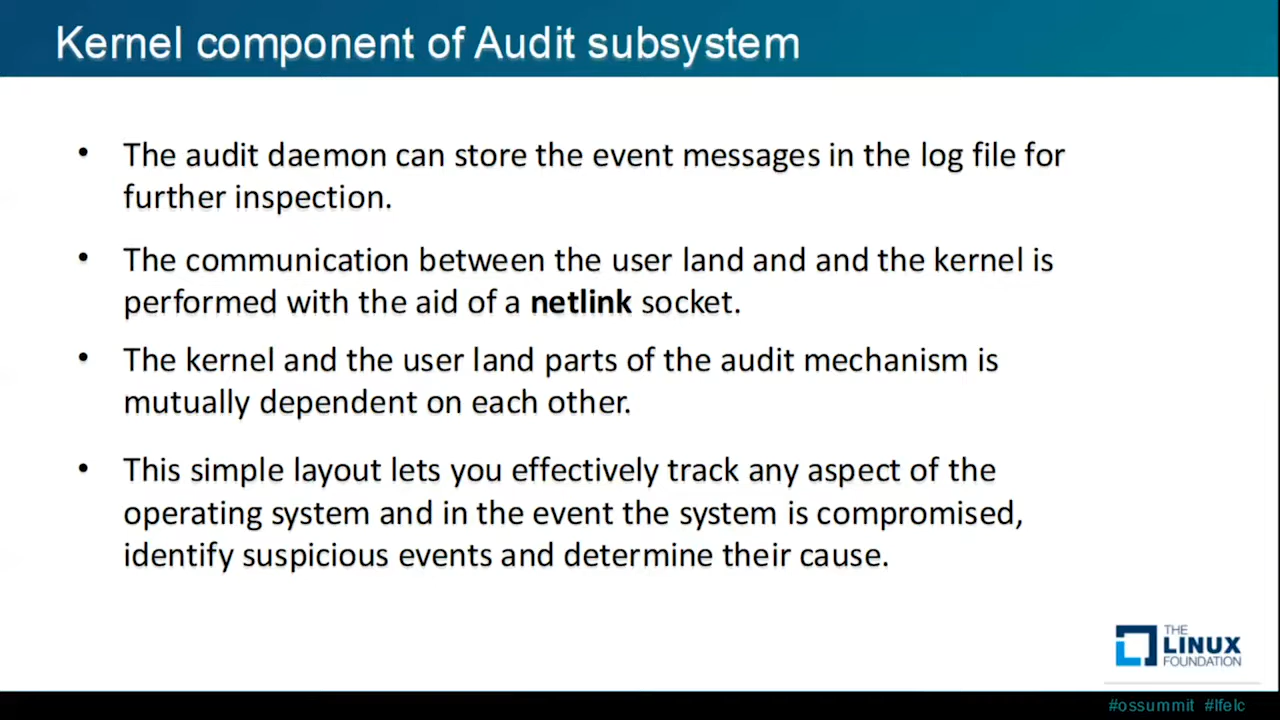 Kernel component of Audit subsystem
• The audit daemon can store the event messages in the log file for
further inspection.
• The communication between the user land and and the kernel is
performed with the aid of a netlink socket.
• The kernel and the user land parts of the audit mechanism is
mutually dependent on each other.
• This simple layout lets you effectively track any aspect of the
operating system and in the event the system is compromised,
identify suspicious events and determine their cause.
THE
LINUX
FOUNDATION
#ossummit #lfelc